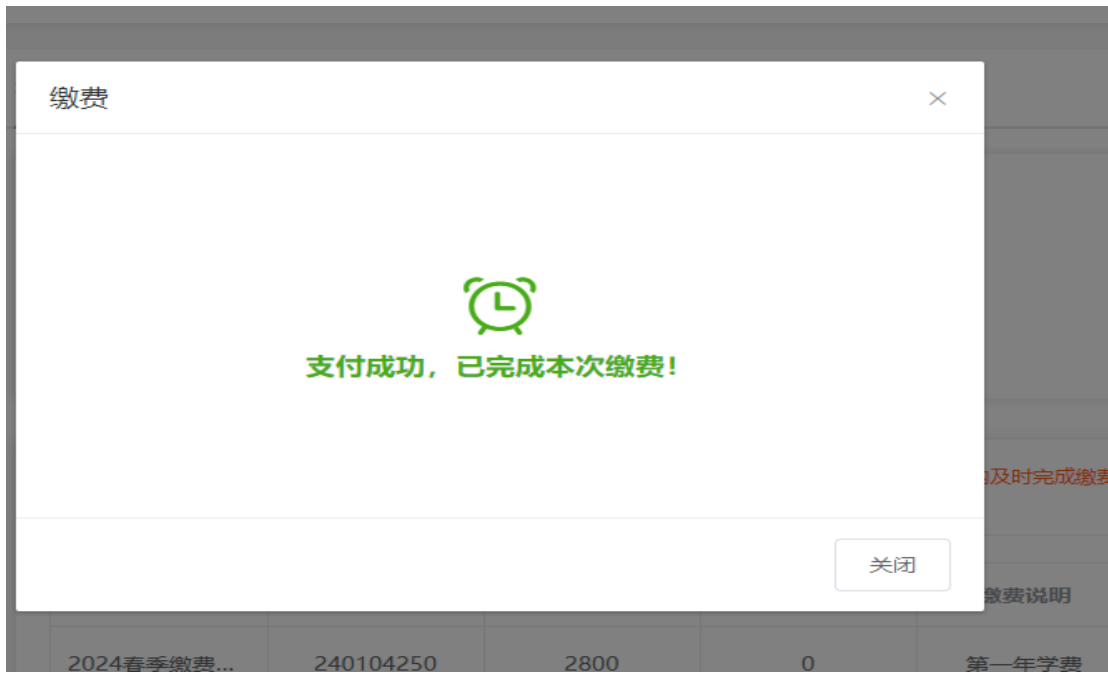 缴费
支付成功，已完成本次缴费！
及时完成缴费
关闭
缴费说明
2024春季缴费... 240104250 2800 0 第一年学费